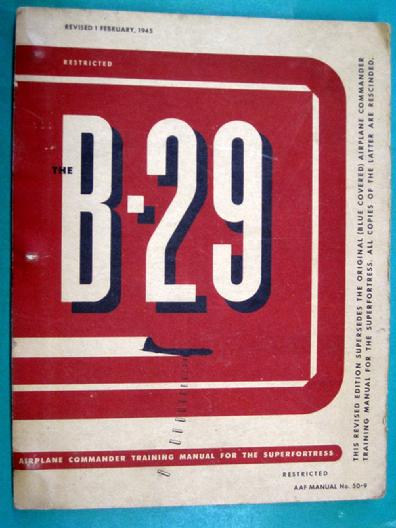 REVISED 1 FEBRUARY, 1945
RESTRICTED
THE
B-29
AIRPLANE COMMANDER TRAINING MANUAL FOR THE SUPERFORTRESS
RESTRICTED
AAF MANUAL No. 50-9
THIS REVISED EDITION SUPERSEDES THE ORIGINAL (BLUE COVERED) AIRPLANE COMMANDER
TRAINING MANUAL FOR THE SUPERFORTRESS. ALL COPIES OF THE LATTER ARE RESCINDED.